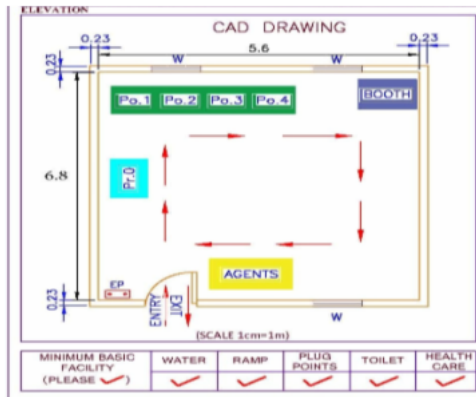 ELEVATION
CAD DRAWING
0.23
5.6
0.23
W
W
0.23
Po.1 Po.2 Po.3 Po.4
BOOTH
6.8
Pr.O
AGENTS
EP
0.23
ENTRY
EXIT
0.23
W
(SCALE 1cm=1m)
MINIMUM BASIC FACILITY (PLEASE ✓)
WATER
RAMP
PLUG POINTS
TOILET
HEALTH CARE
✓ ✓ ✓ ✓ ✓